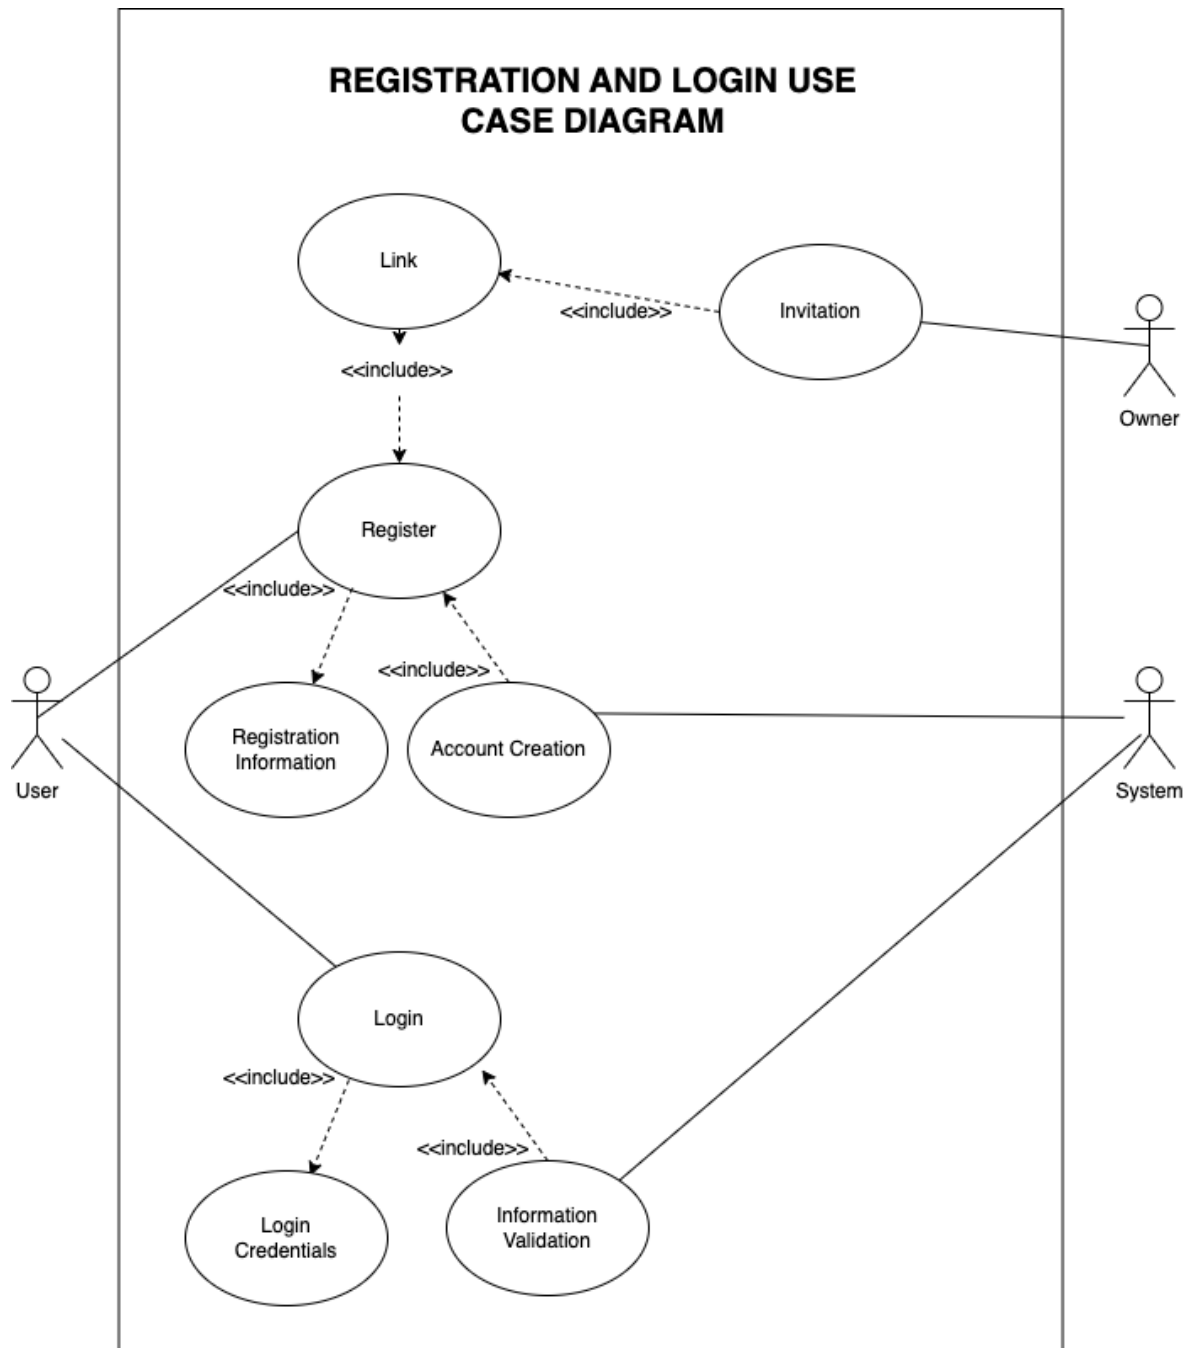 REGISTRATION AND LOGIN USE
CASE DIAGRAM
Link
<<include>>
Invitation
<<include>>
Owner
Register
<<include>>
<<include>>
Registration
Information
Account Creation
User
System
Login
<<include>>
<<include>>
Login
Credentials
Information
Validation